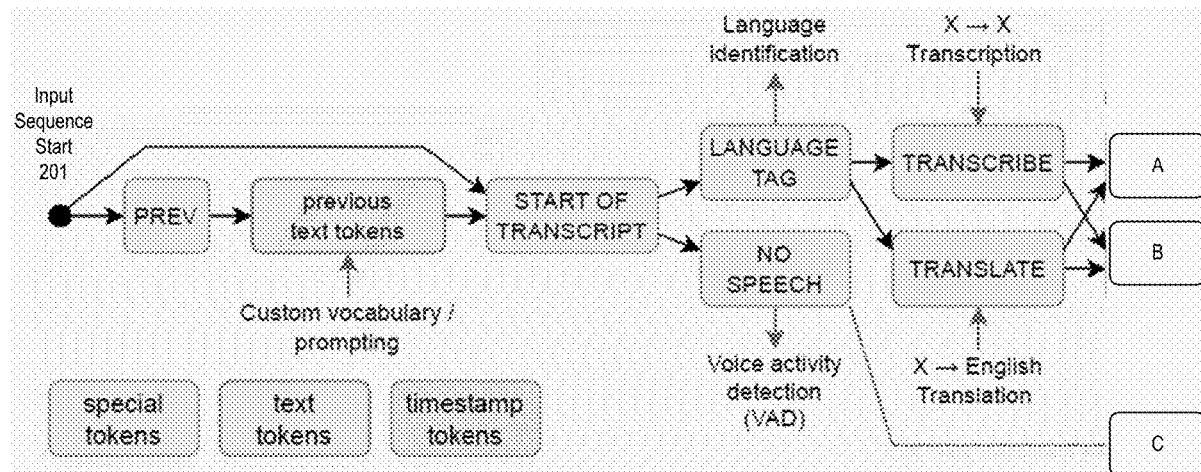 Input
Sequence
Start
201
PREV
previous
text tokens
Custom vocabulary /
prompting
START OF
TRANSCRIPT
Language
identification
LANGUAGE
TAG
NO
SPEECH
Voice activity
detection
(VAD)
X → X
Transcription
TRANSCRIBE
TRANSLATE
X → English
Translation
A
B
C
special
tokens
text
tokens
timestamp
tokens